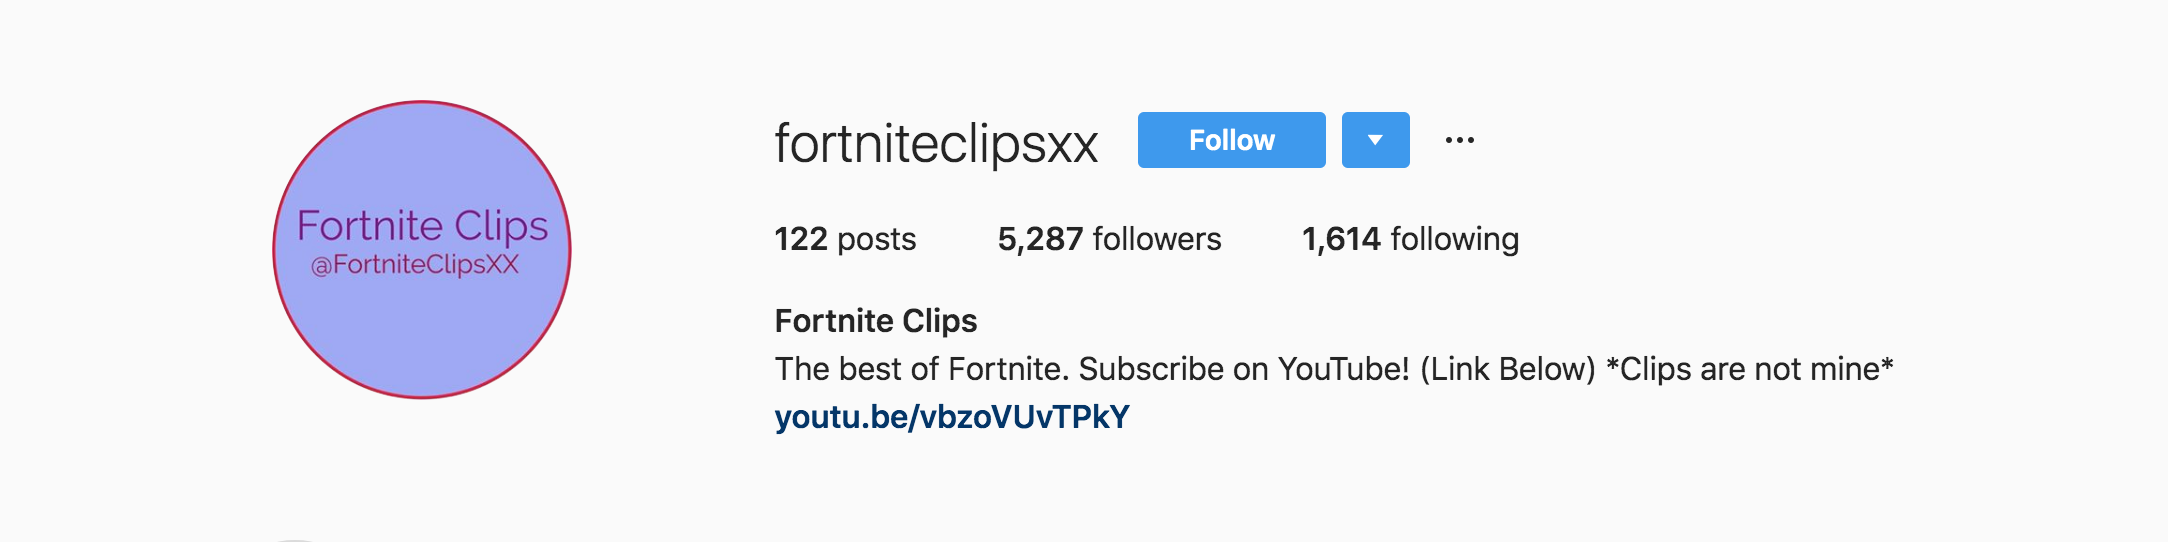 Fortnite Clips
@FortniteClipsXX
fortniteclipsxx Follow
122 posts 5,287 followers 1,614 following
Fortnite Clips
The best of Fortnite. Subscribe on YouTube! (Link Below) *Clips are not mine*
youtu.be/vbzoVUvTPkY